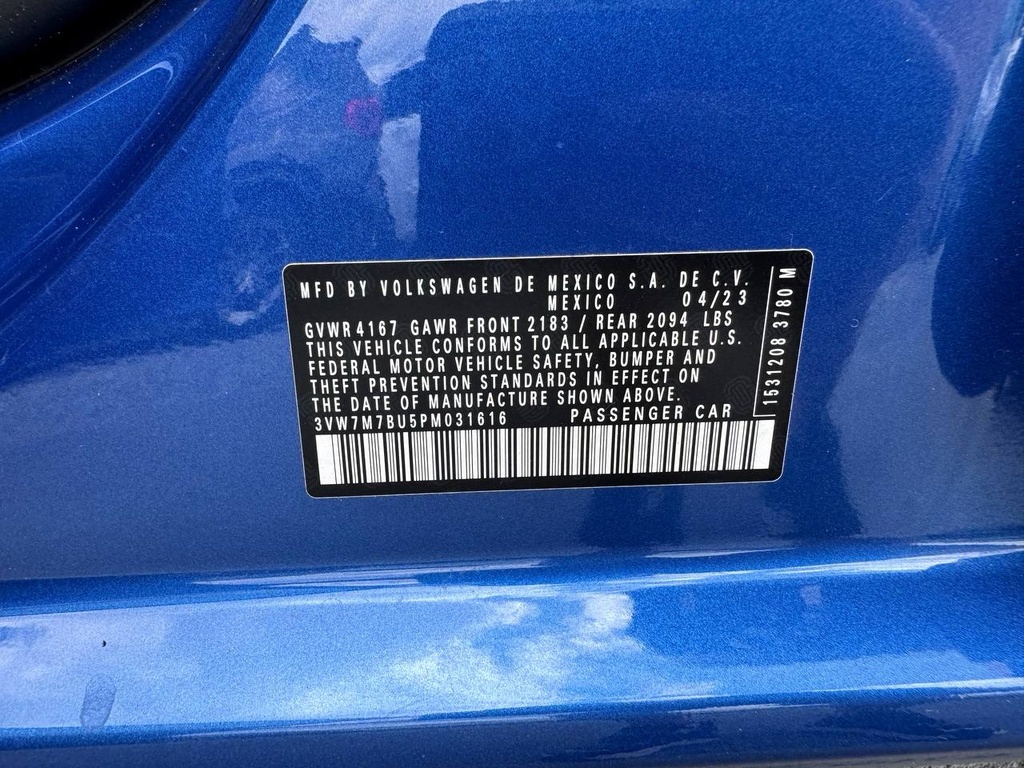 MFD BY VOLKSWAGEN DE MEXICO S.A. DE C.V.
MEXICO 04/23
GVWR 4167 GAWR FRONT 2183 / REAR 2094 LBS
THIS VEHICLE CONFORMS TO ALL APPLICABLE U.S.
FEDERAL MOTOR VEHICLE SAFETY, BUMPER AND
THEFT PREVENTION STANDARDS IN EFFECT ON
THE DATE OF MANUFACTURE SHOWN ABOVE.
3VW7M7BU5PM031616 PASSENGER CAR
1531208 3780 M